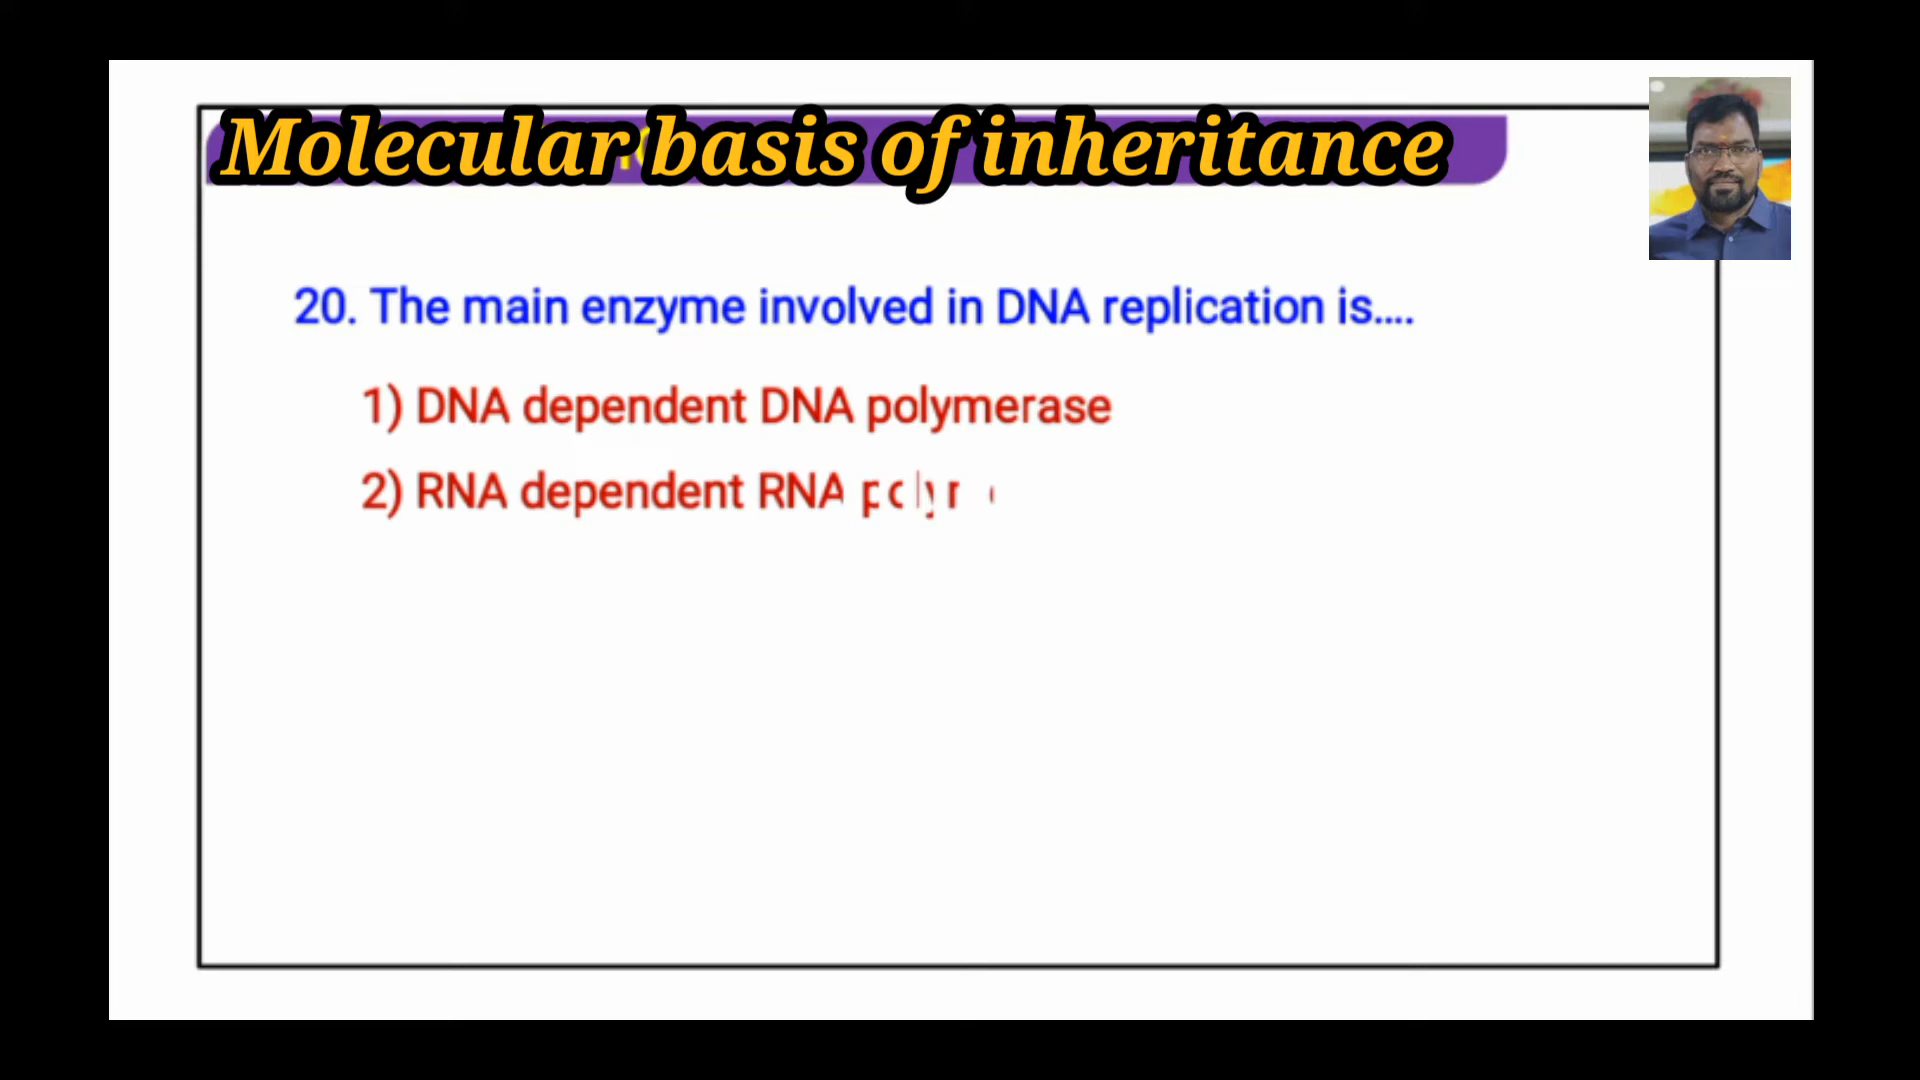 Molecular basis of inheritance
20. The main enzyme involved in DNA replication is....
1) DNA dependent DNA polymerase
2) RNA dependent RNA